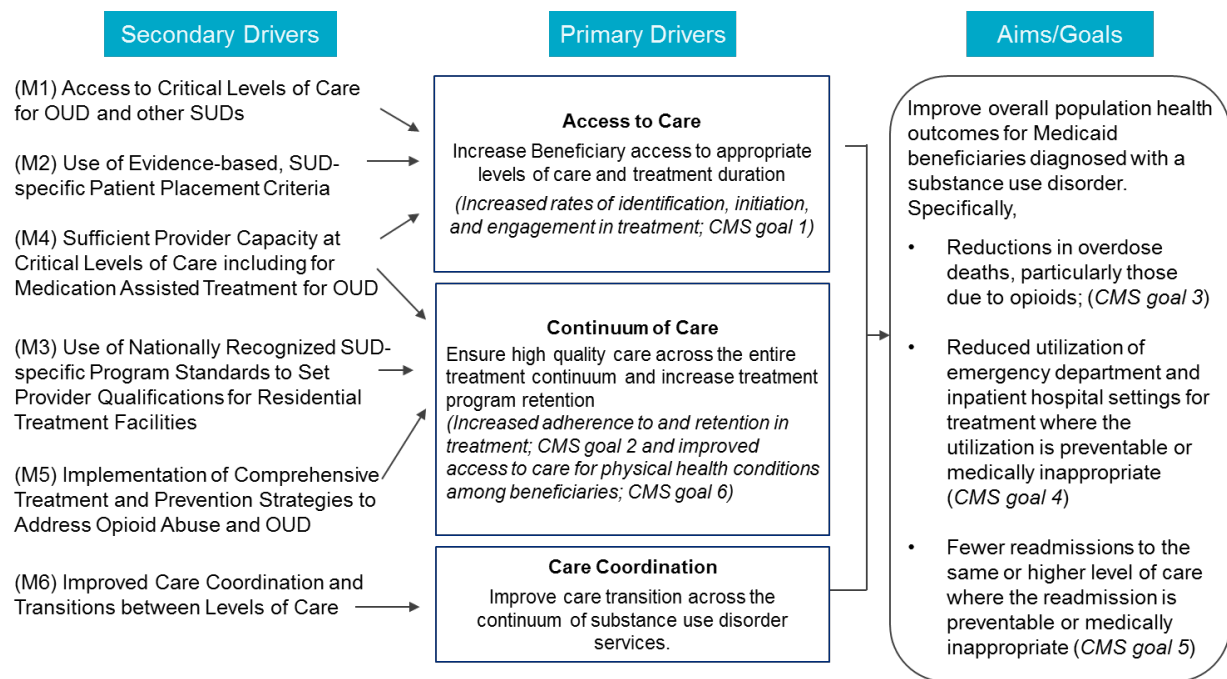 Secondary Drivers
(M1) Access to Critical Levels of Care
for OUD and other SUDs
(M2) Use of Evidence-based, SUD-
specific Patient Placement Criteria
(M4) Sufficient Provider Capacity at
Critical Levels of Care including for
Medication Assisted Treatment for OUD
(M3) Use of Nationally Recognized SUD-
specific Program Standards to Set
Provider Qualifications for Residential
Treatment Facilities
(M5) Implementation of Comprehensive
Treatment and Prevention Strategies to
Address Opioid Abuse and OUD
(M6) Improved Care Coordination and
Transitions between Levels of Care
Primary Drivers
Access to Care
Increase Beneficiary access to appropriate
levels of care and treatment duration
(Increased rates of identification, initiation,
and engagement in treatment; CMS goal 1)
Continuum of Care
Ensure high quality care across the entire
treatment continuum and increase treatment
program retention
(Increased adherence to and retention in
treatment; CMS goal 2 and improved
access to care for physical health conditions
among beneficiaries; CMS goal 6)
Care Coordination
Improve care transition across the
continuum of substance use disorder
services.
Aims/Goals
Improve overall population health
outcomes for Medicaid
beneficiaries diagnosed with a
substance use disorder.
Specifically,
• Reductions in overdose
deaths, particularly those
due to opioids; (CMS goal 3)
• Reduced utilization of
emergency department and
inpatient hospital settings for
treatment where the
utilization is preventable or
medically inappropriate
(CMS goal 4)
• Fewer readmissions to the
same or higher level of care
where the readmission is
preventable or medically
inappropriate (CMS goal 5)